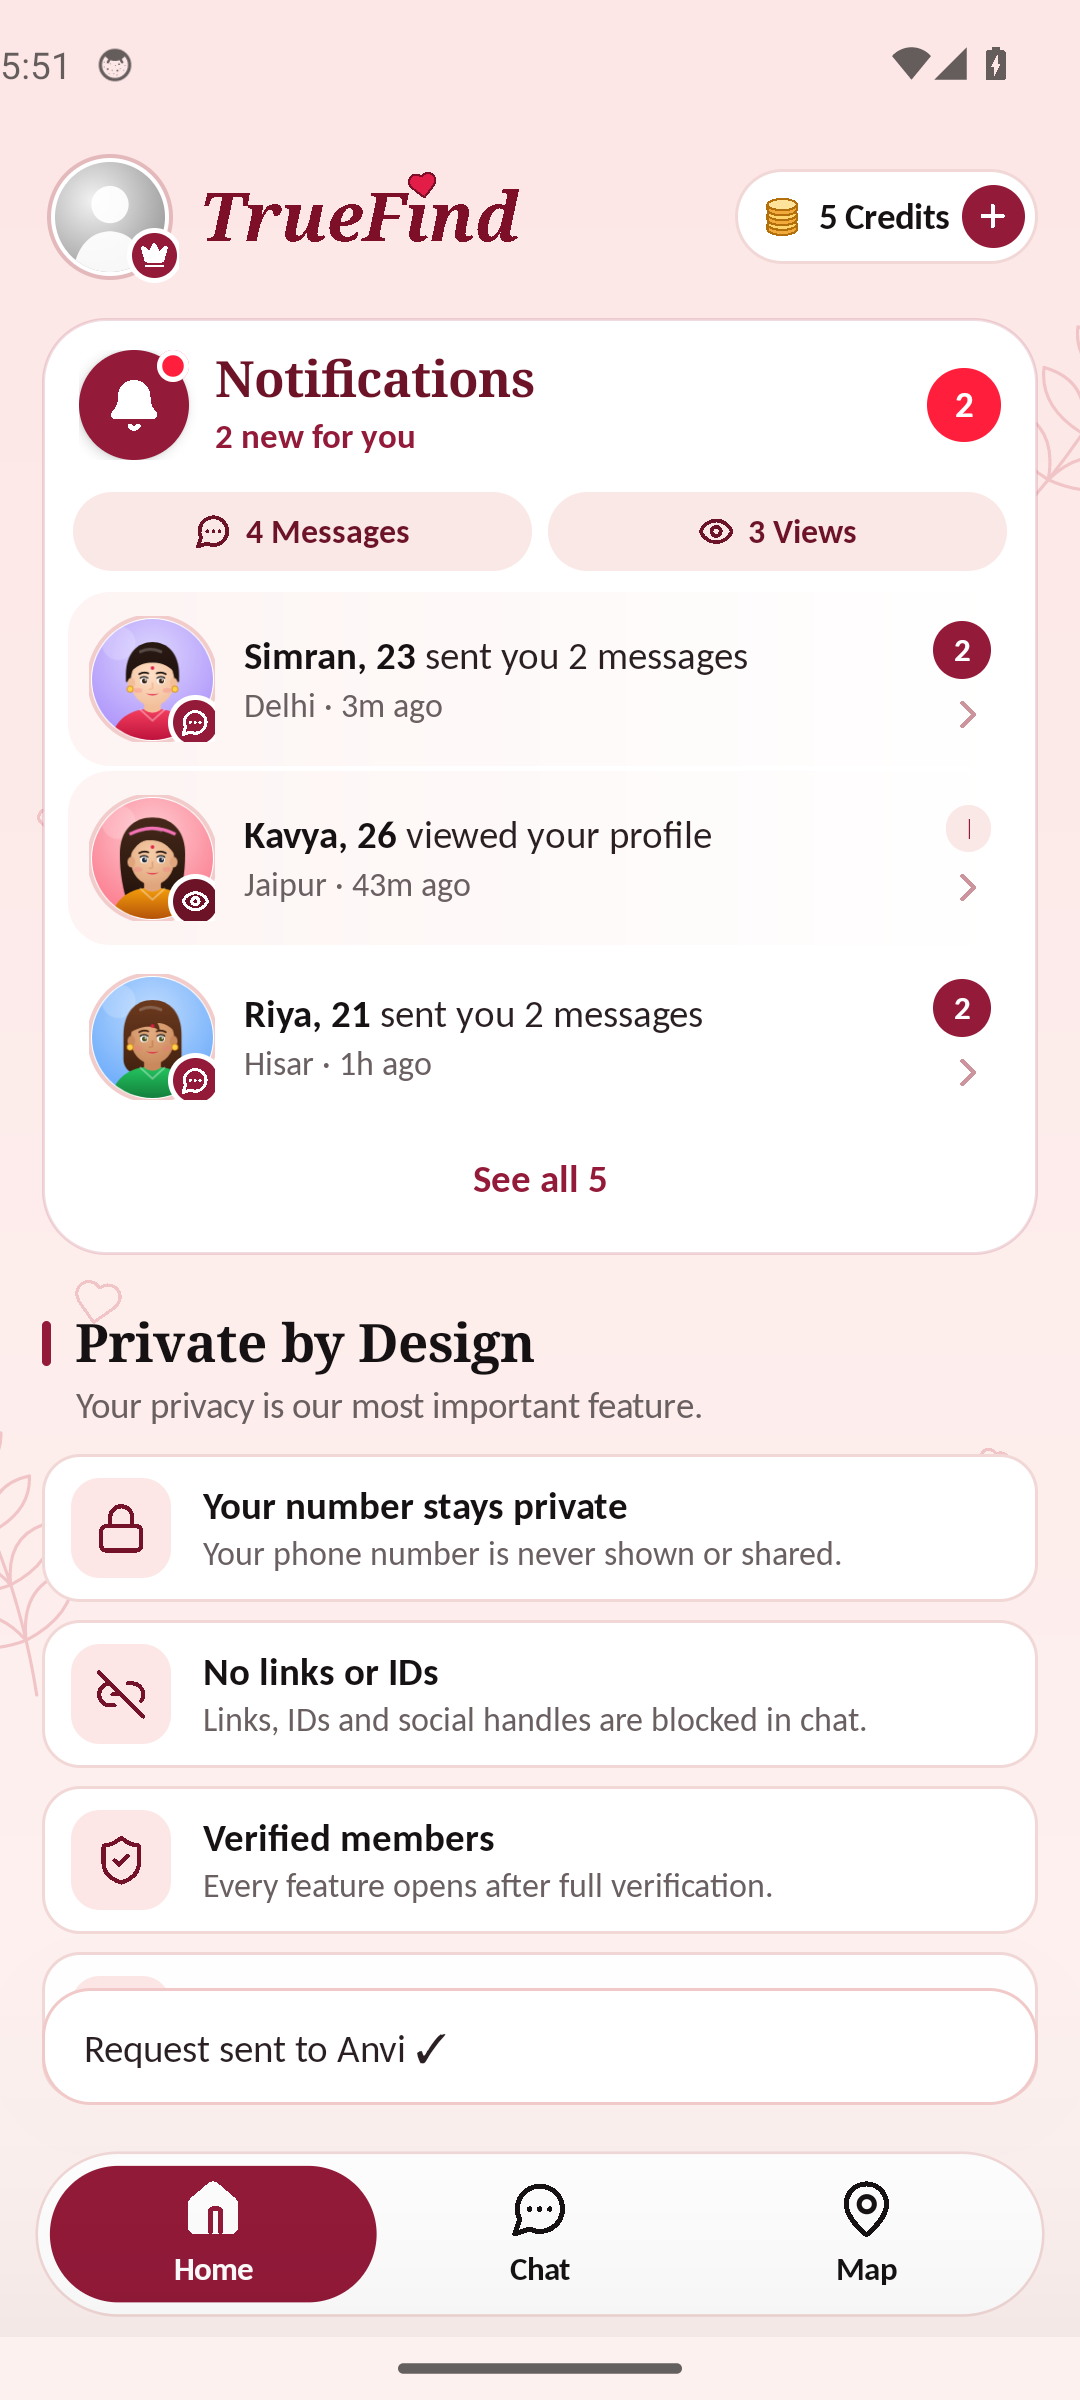 5:51
TrueFind
5 Credits
Notifications
2 new for you
2
4 Messages
3 Views
Simran, 23 sent you 2 messages
Delhi · 3m ago
2
Kavya, 26 viewed your profile
Jaipur · 43m ago
Riya, 21 sent you 2 messages
Hisar · 1h ago
2
See all 5
Private by Design
Your privacy is our most important feature.
Your number stays private
Your phone number is never shown or shared.
No links or IDs
Links, IDs and social handles are blocked in chat.
Verified members
Every feature opens after full verification.
Request sent to Anvi ✓
Home
Chat
Map